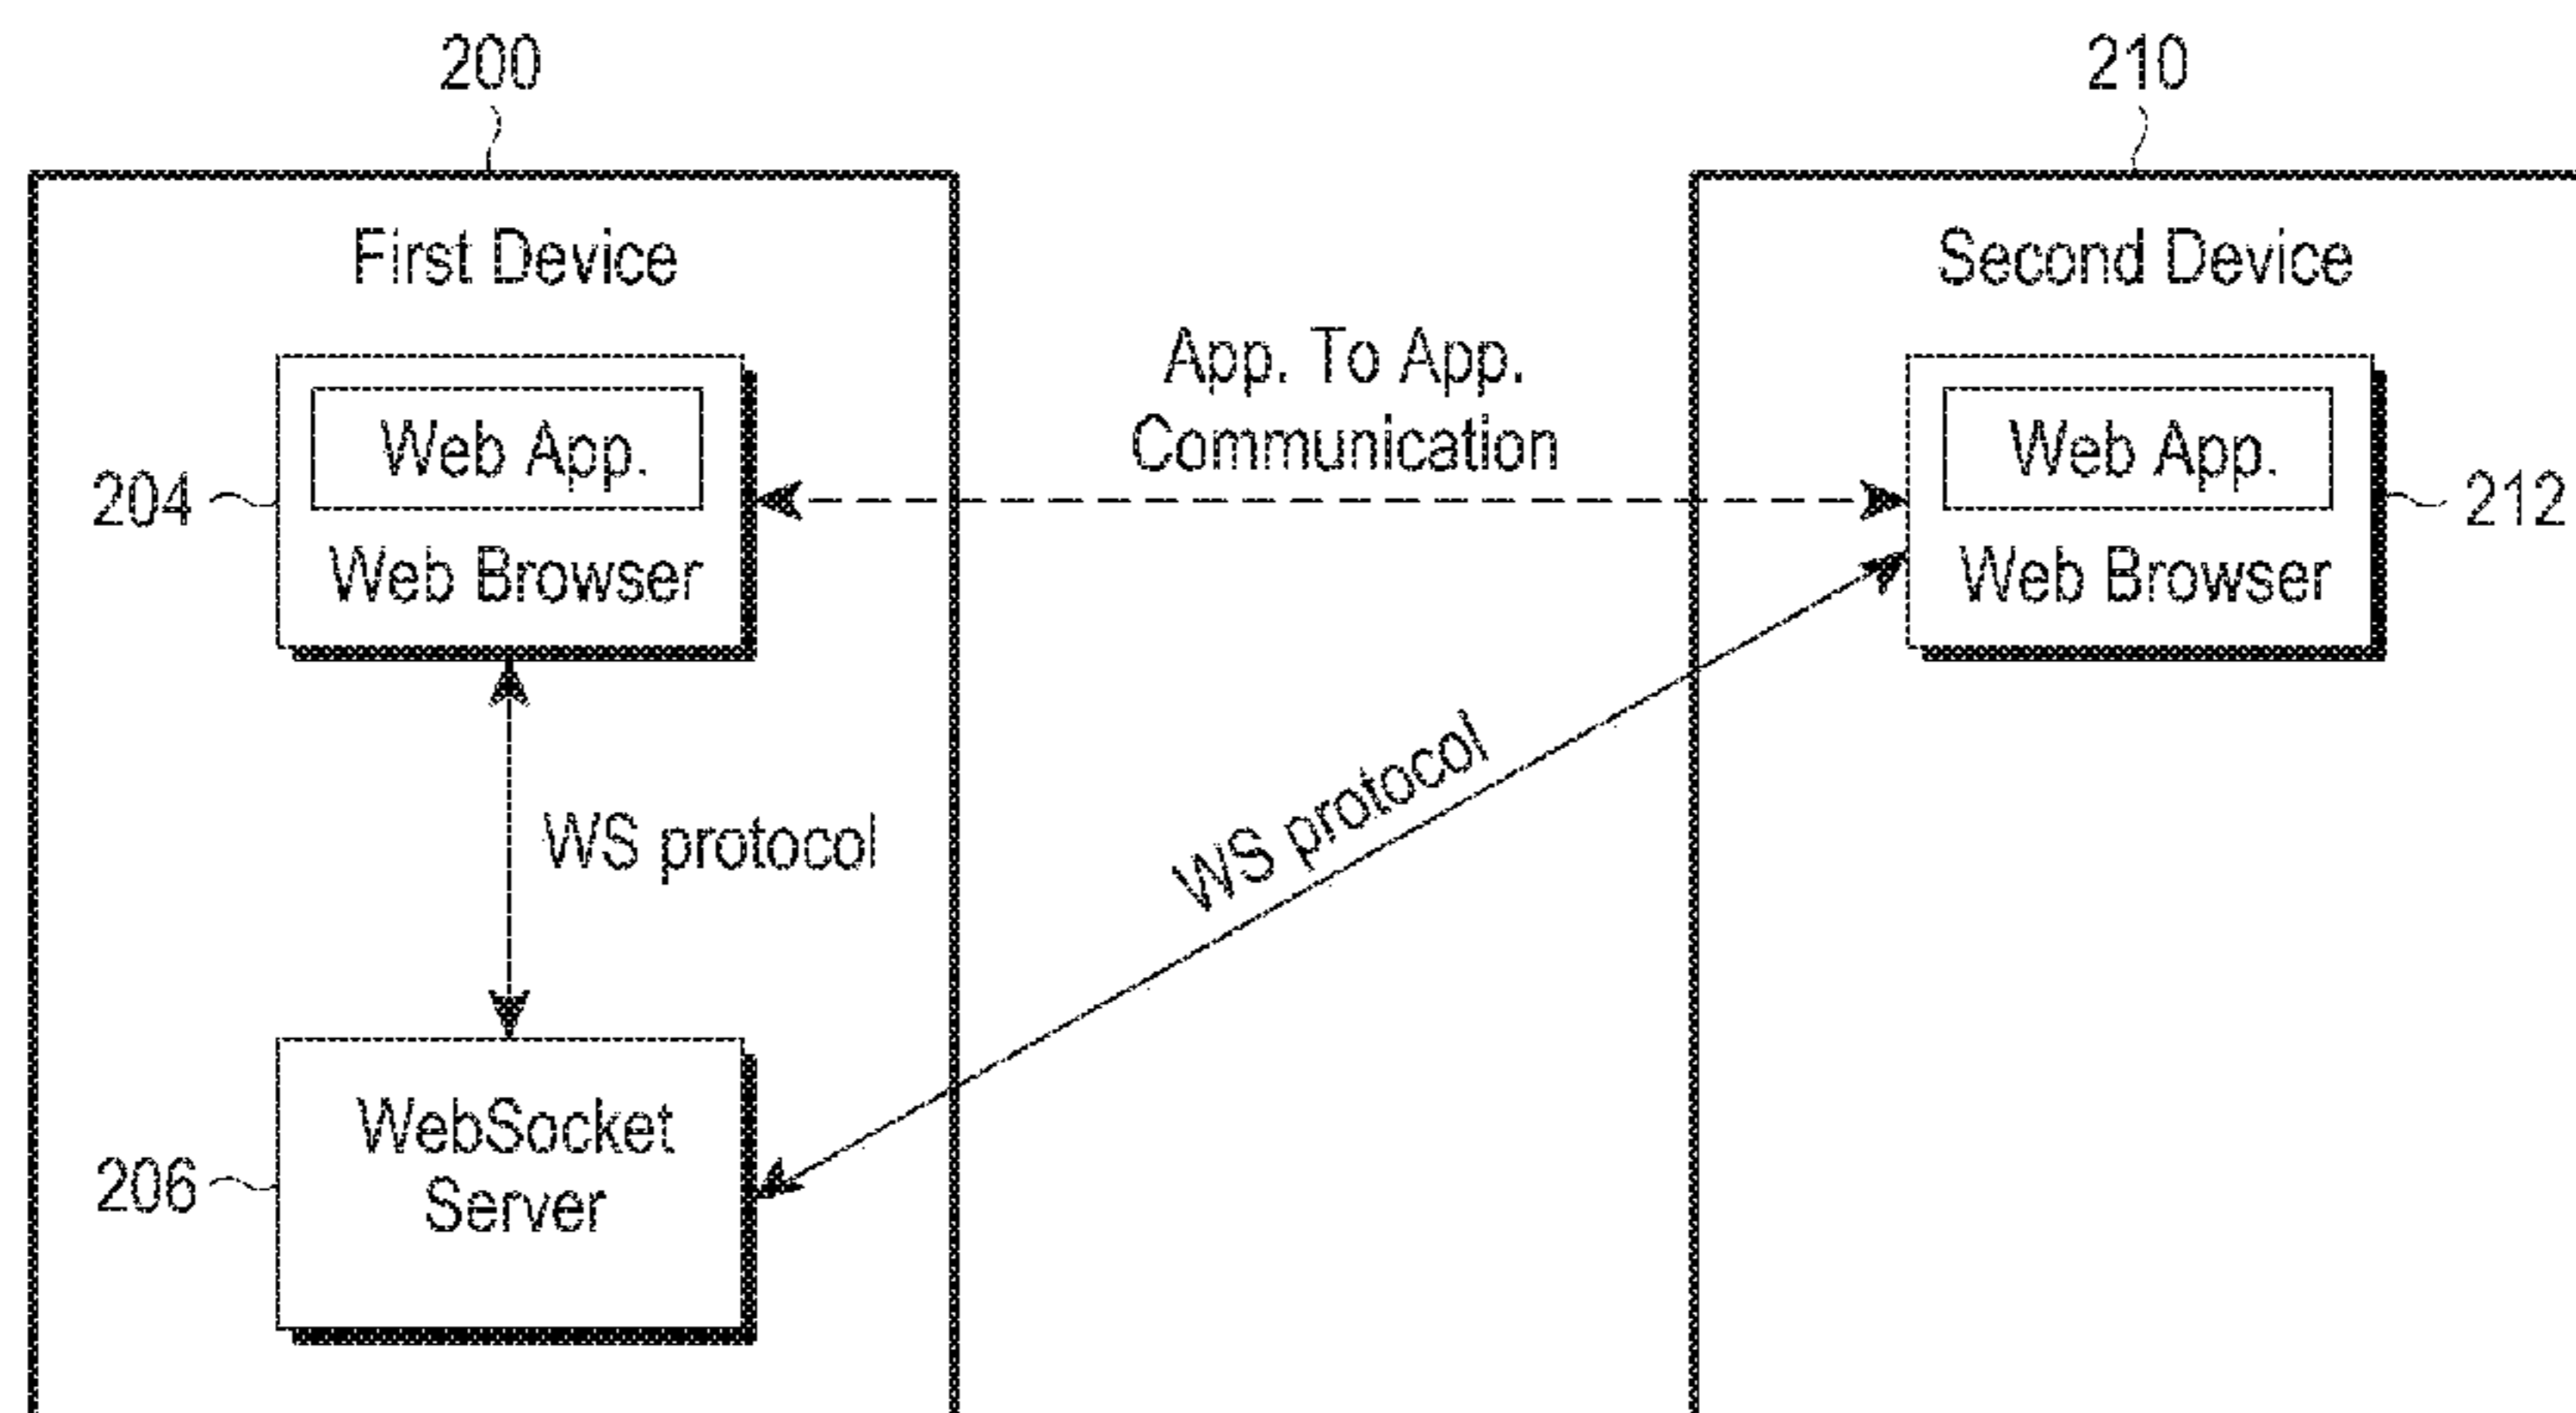 200
210
First Device
Second Device
App. To App.
Communication
Web App.
Web App.
204
212
Web Browser
Web Browser
WS protocol
WS protocol
WebSocket
Server
206